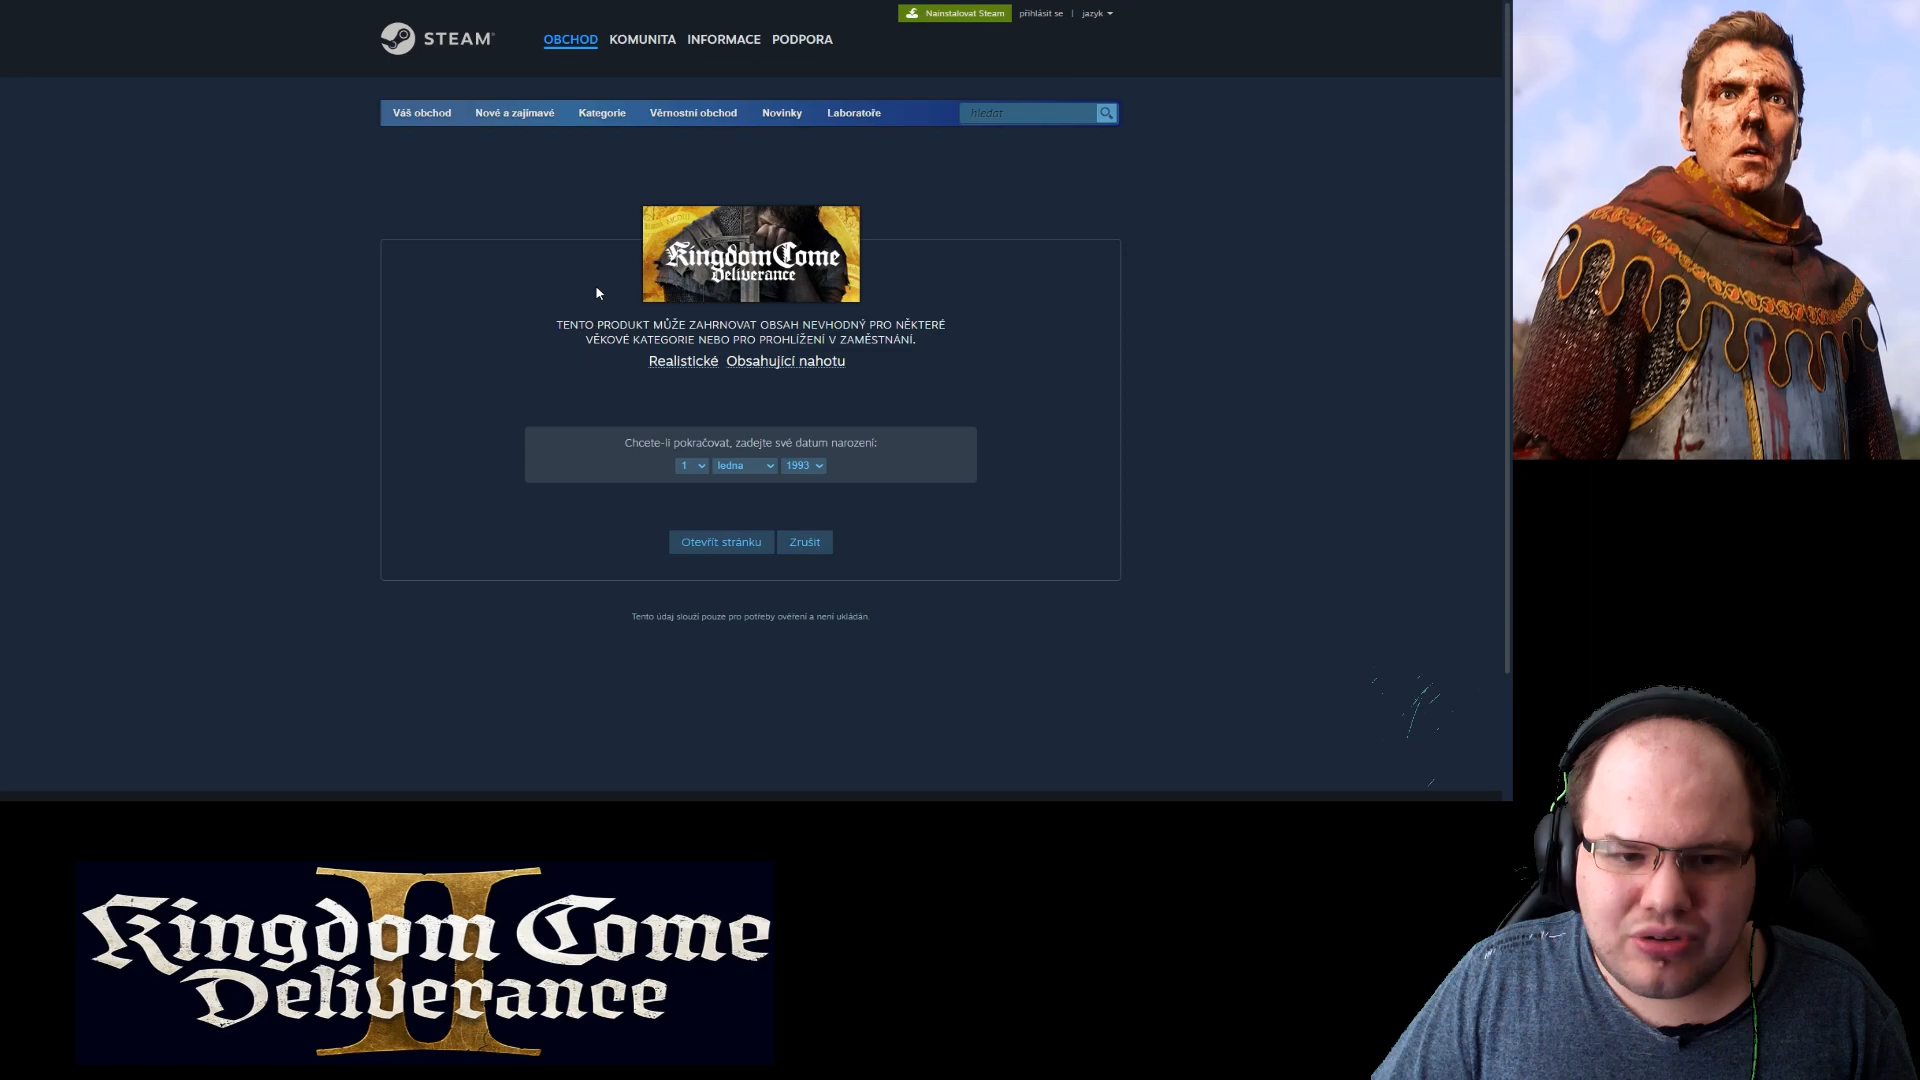 Nainstalovat Steam přihlásit se | jazyk
STEAM
OBCHOD KOMUNITA INFORMACE PODPORA
Váš obchod Nové a zajímavé Kategorie Věrnostní obchod Novinky Laboratoře hledat
Kingdom Come
Deliverance
TENTO PRODUKT MŮŽE ZAHRNOVAT OBSAH NEVHODNÝ PRO NĚKTERÉ
VĚKOVÉ KATEGORIE NEBO PRO PROHLÍŽENÍ V ZAMĚSTNÁNÍ.
Realistické Obsahující nahotu
Chcete-li pokračovat, zadejte své datum narození:
1 ledna 1993
Otevřít stránku Zrušit
Tento údaj slouží pouze pro potřeby ověření a není ukládán.
Kingdom Come
Deliverance
II